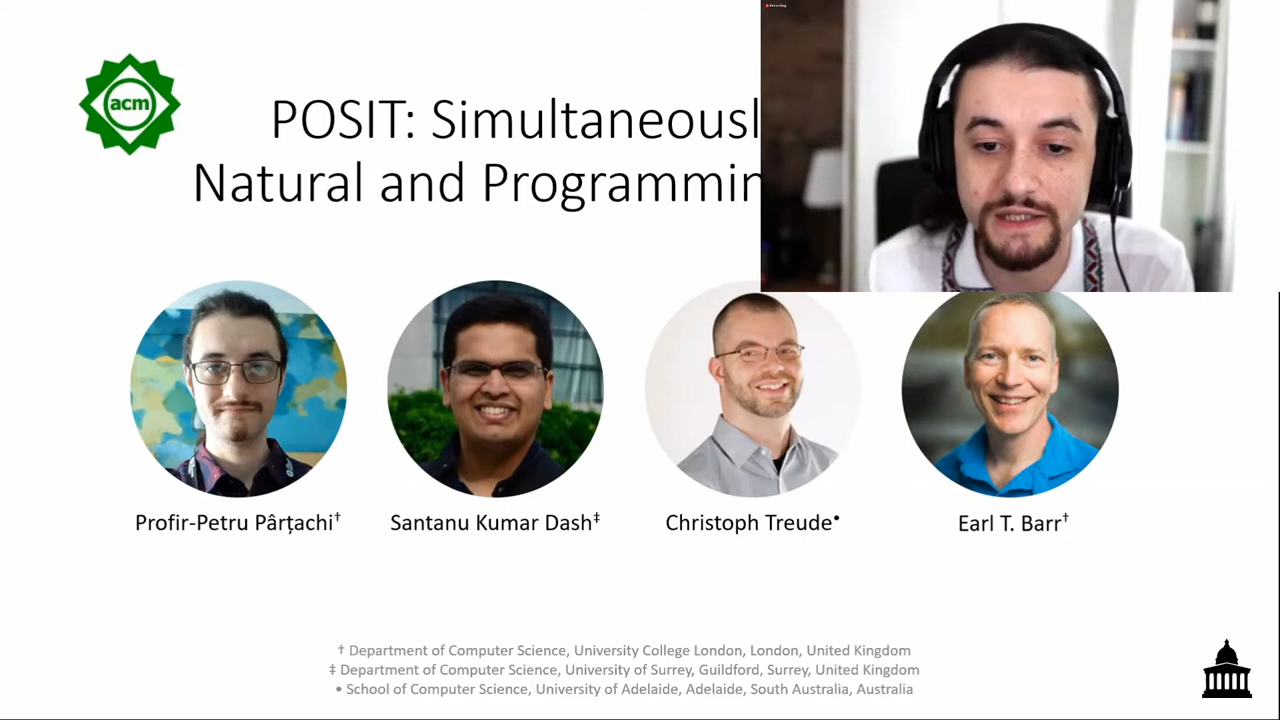 Recording
acm
POSIT: Simultaneousl
Natural and Programmin
Profir-Petru Pârțachi†
Santanu Kumar Dash‡
Christoph Treude•
Earl T. Barr†
† Department of Computer Science, University College London, London, United Kingdom
‡ Department of Computer Science, University of Surrey, Guildford, Surrey, United Kingdom
• School of Computer Science, University of Adelaide, Adelaide, South Australia, Australia